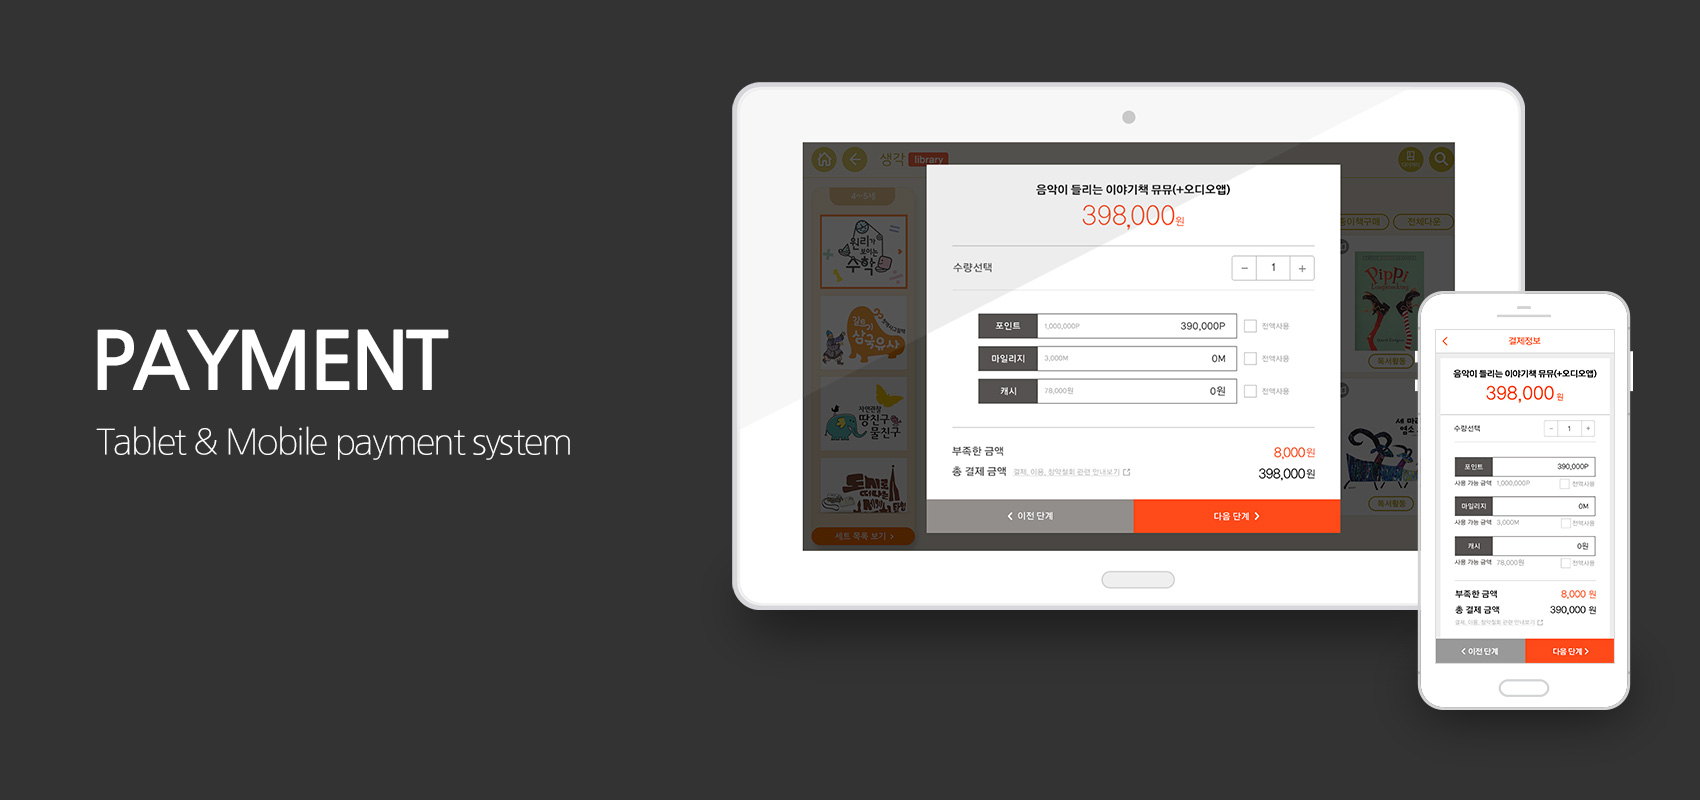 PAYMENT
Tablet & Mobile payment system
생각 library
4~5세
원리가
보이는
수학
삼국유사
자연관찰
땅친구
물친구
세트 목록 보기 >
종이책구매
전체다운
PiPPi
Longstocking
독서활동
독서활동
음악이 들리는 이야기책 뮤뮤(+오디오앱)
398,000원
수량선택
− 1 +
포인트 1,000,000P 390,000P 전액사용
마일리지 3,000M 0M 전액사용
캐시 78,000원 0원 전액사용
부족한 금액 8,000원
총 결제 금액 결제, 이용, 청약철회 관련 안내보기 398,000원
< 이전 단계
다음 단계 >
< 결제정보
음악이 들리는 이야기책 뮤뮤(+오디오앱)
398,000 원
수량선택 − 1 +
포인트 390,000P
사용 가능 금액 1,000,000P 전액사용
마일리지 0M
사용 가능 금액 3,000M 전액사용
캐시 0원
사용 가능 금액 78,000원 전액사용
부족한 금액 8,000 원
총 결제 금액 390,000 원
결제, 이용, 청약철회 관련 안내보기
< 이전 단계
다음 단계 >